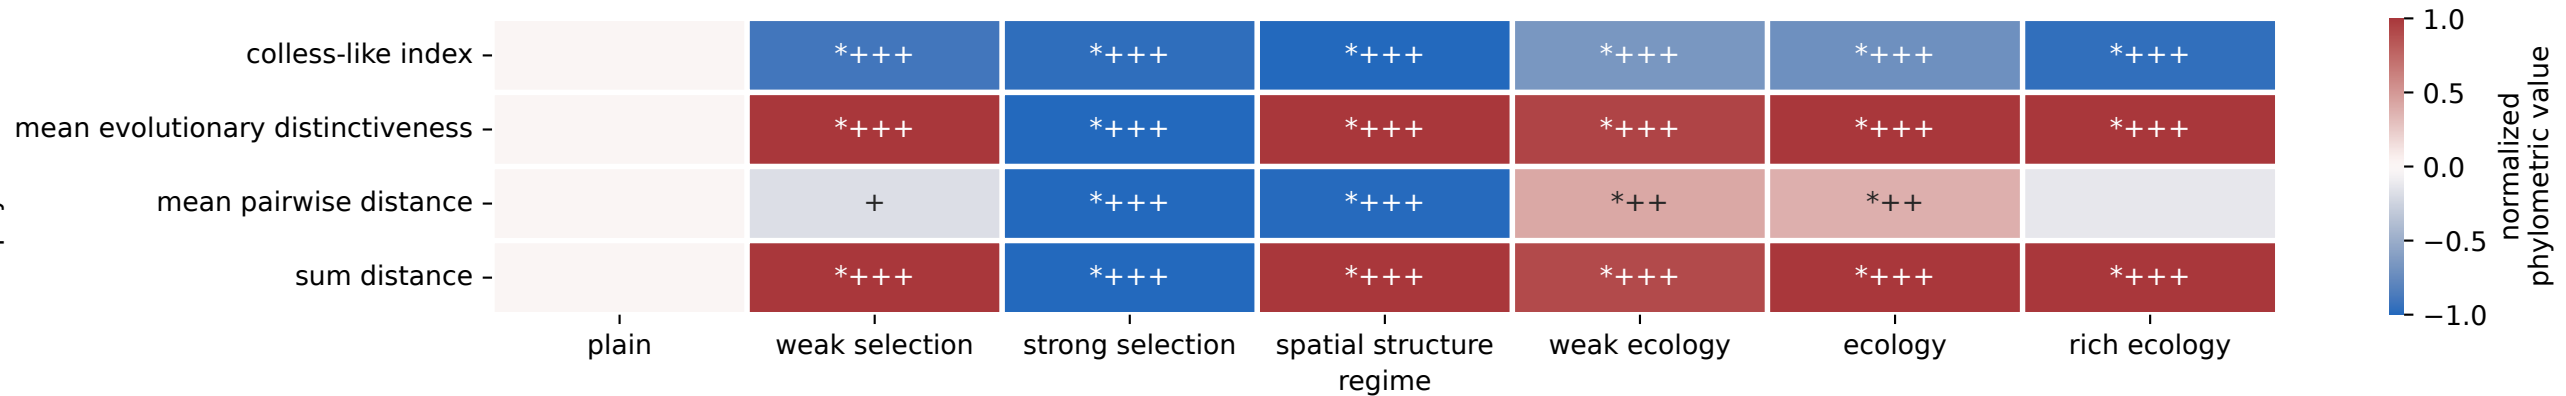 colless-like index
*+++ *+++ *+++ *+++ *+++ *+++
mean evolutionary distinctiveness
*+++ *+++ *+++ *+++ *+++ *+++
mean pairwise distance
+ *+++ *+++ *++ *++
sum distance
*+++ *+++ *+++ *+++ *+++ *+++
plain
weak selection
strong selection
spatial structure
weak ecology
ecology
rich ecology
regime
1.0
0.5
0.0
−0.5
−1.0
normalized
phylometric value